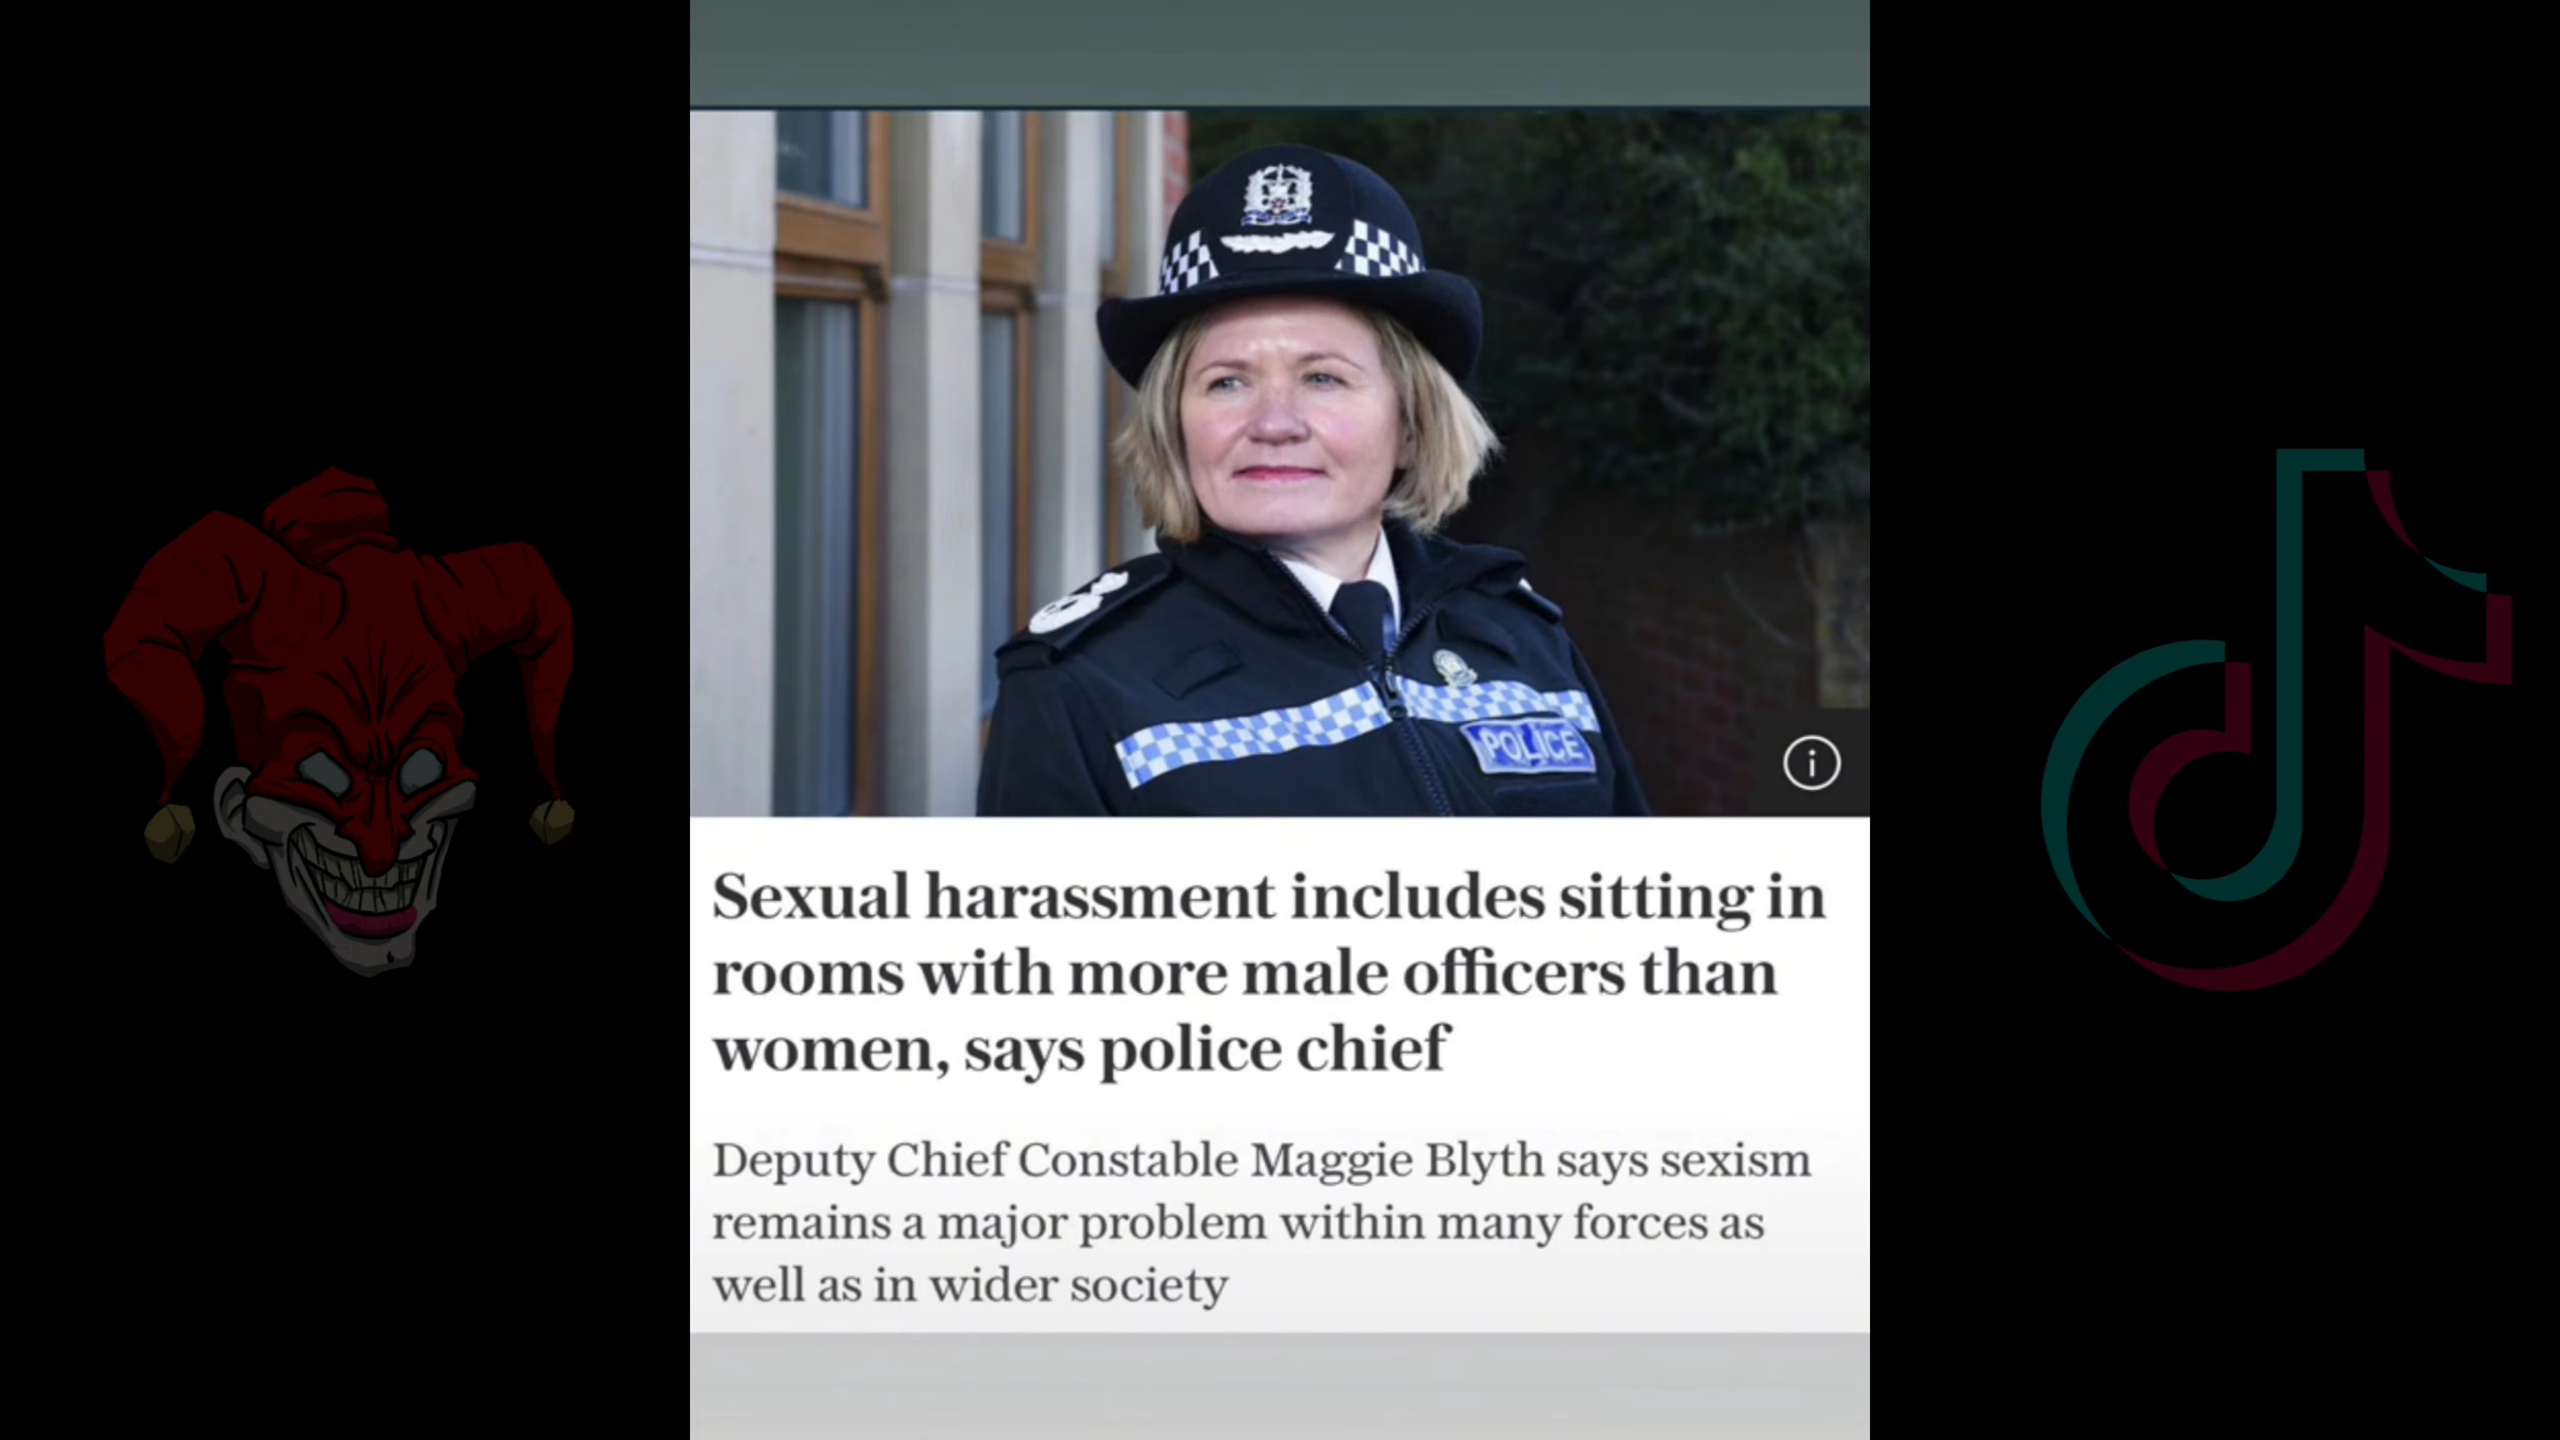 POLICE
Sexual harassment includes sitting in
rooms with more male officers than
women, says police chief
Deputy Chief Constable Maggie Blyth says sexism
remains a major problem within many forces as
well as in wider society